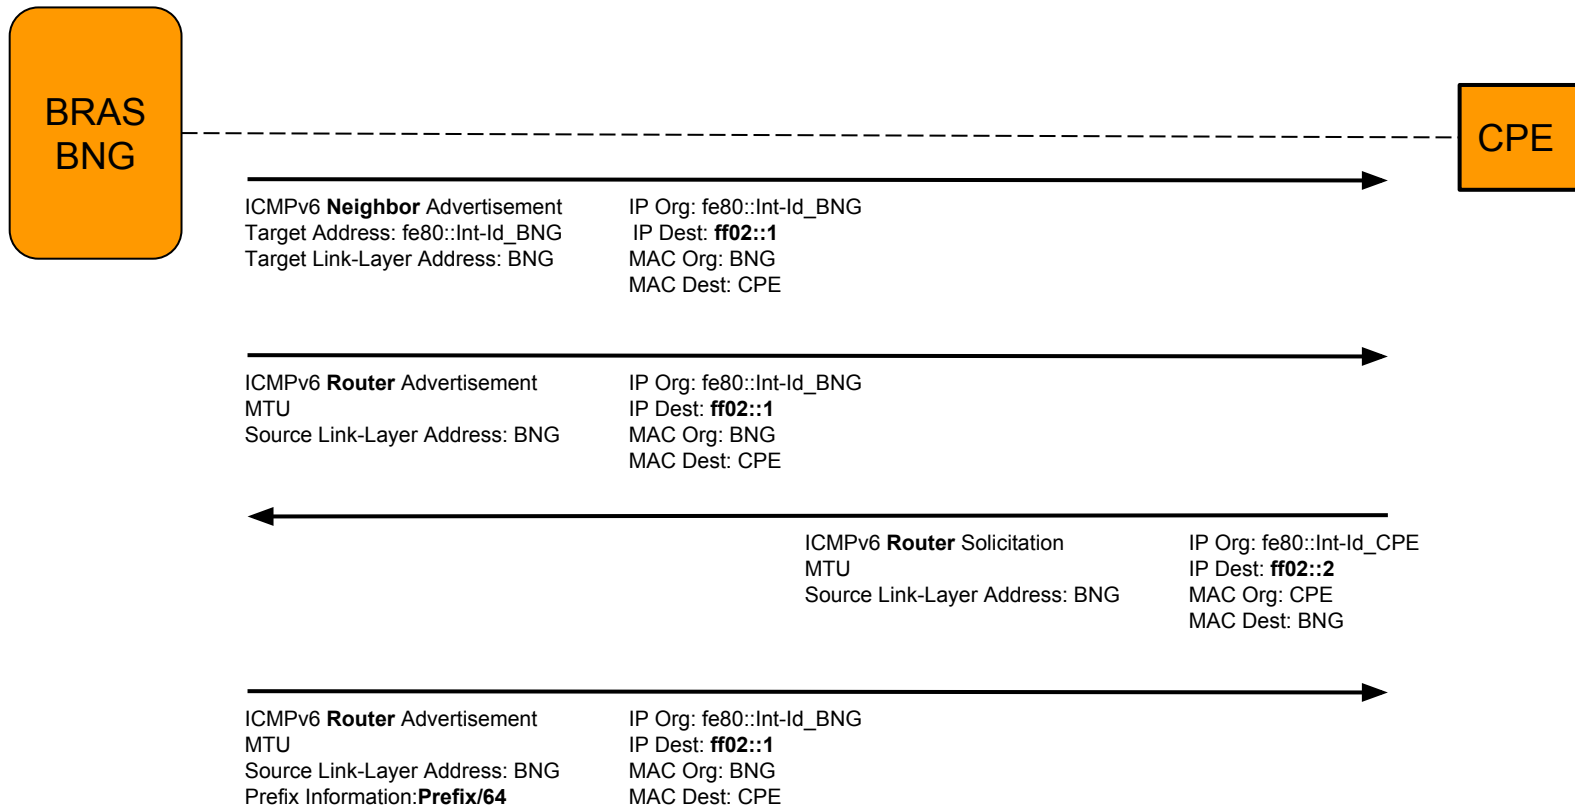 BRAS
BNG
CPE
ICMPv6 Neighbor Advertisement
Target Address: fe80::Int-Id_BNG
Target Link-Layer Address: BNG
IP Org: fe80::Int-Id_BNG
IP Dest: ff02::1
MAC Org: BNG
MAC Dest: CPE
ICMPv6 Router Advertisement
MTU
Source Link-Layer Address: BNG
IP Org: fe80::Int-Id_BNG
IP Dest: ff02::1
MAC Org: BNG
MAC Dest: CPE
ICMPv6 Router Solicitation
MTU
Source Link-Layer Address: BNG
IP Org: fe80::Int-Id_CPE
IP Dest: ff02::2
MAC Org: CPE
MAC Dest: BNG
ICMPv6 Router Advertisement
MTU
Source Link-Layer Address: BNG
Prefix Information:Prefix/64
IP Org: fe80::Int-Id_BNG
IP Dest: ff02::1
MAC Org: BNG
MAC Dest: CPE